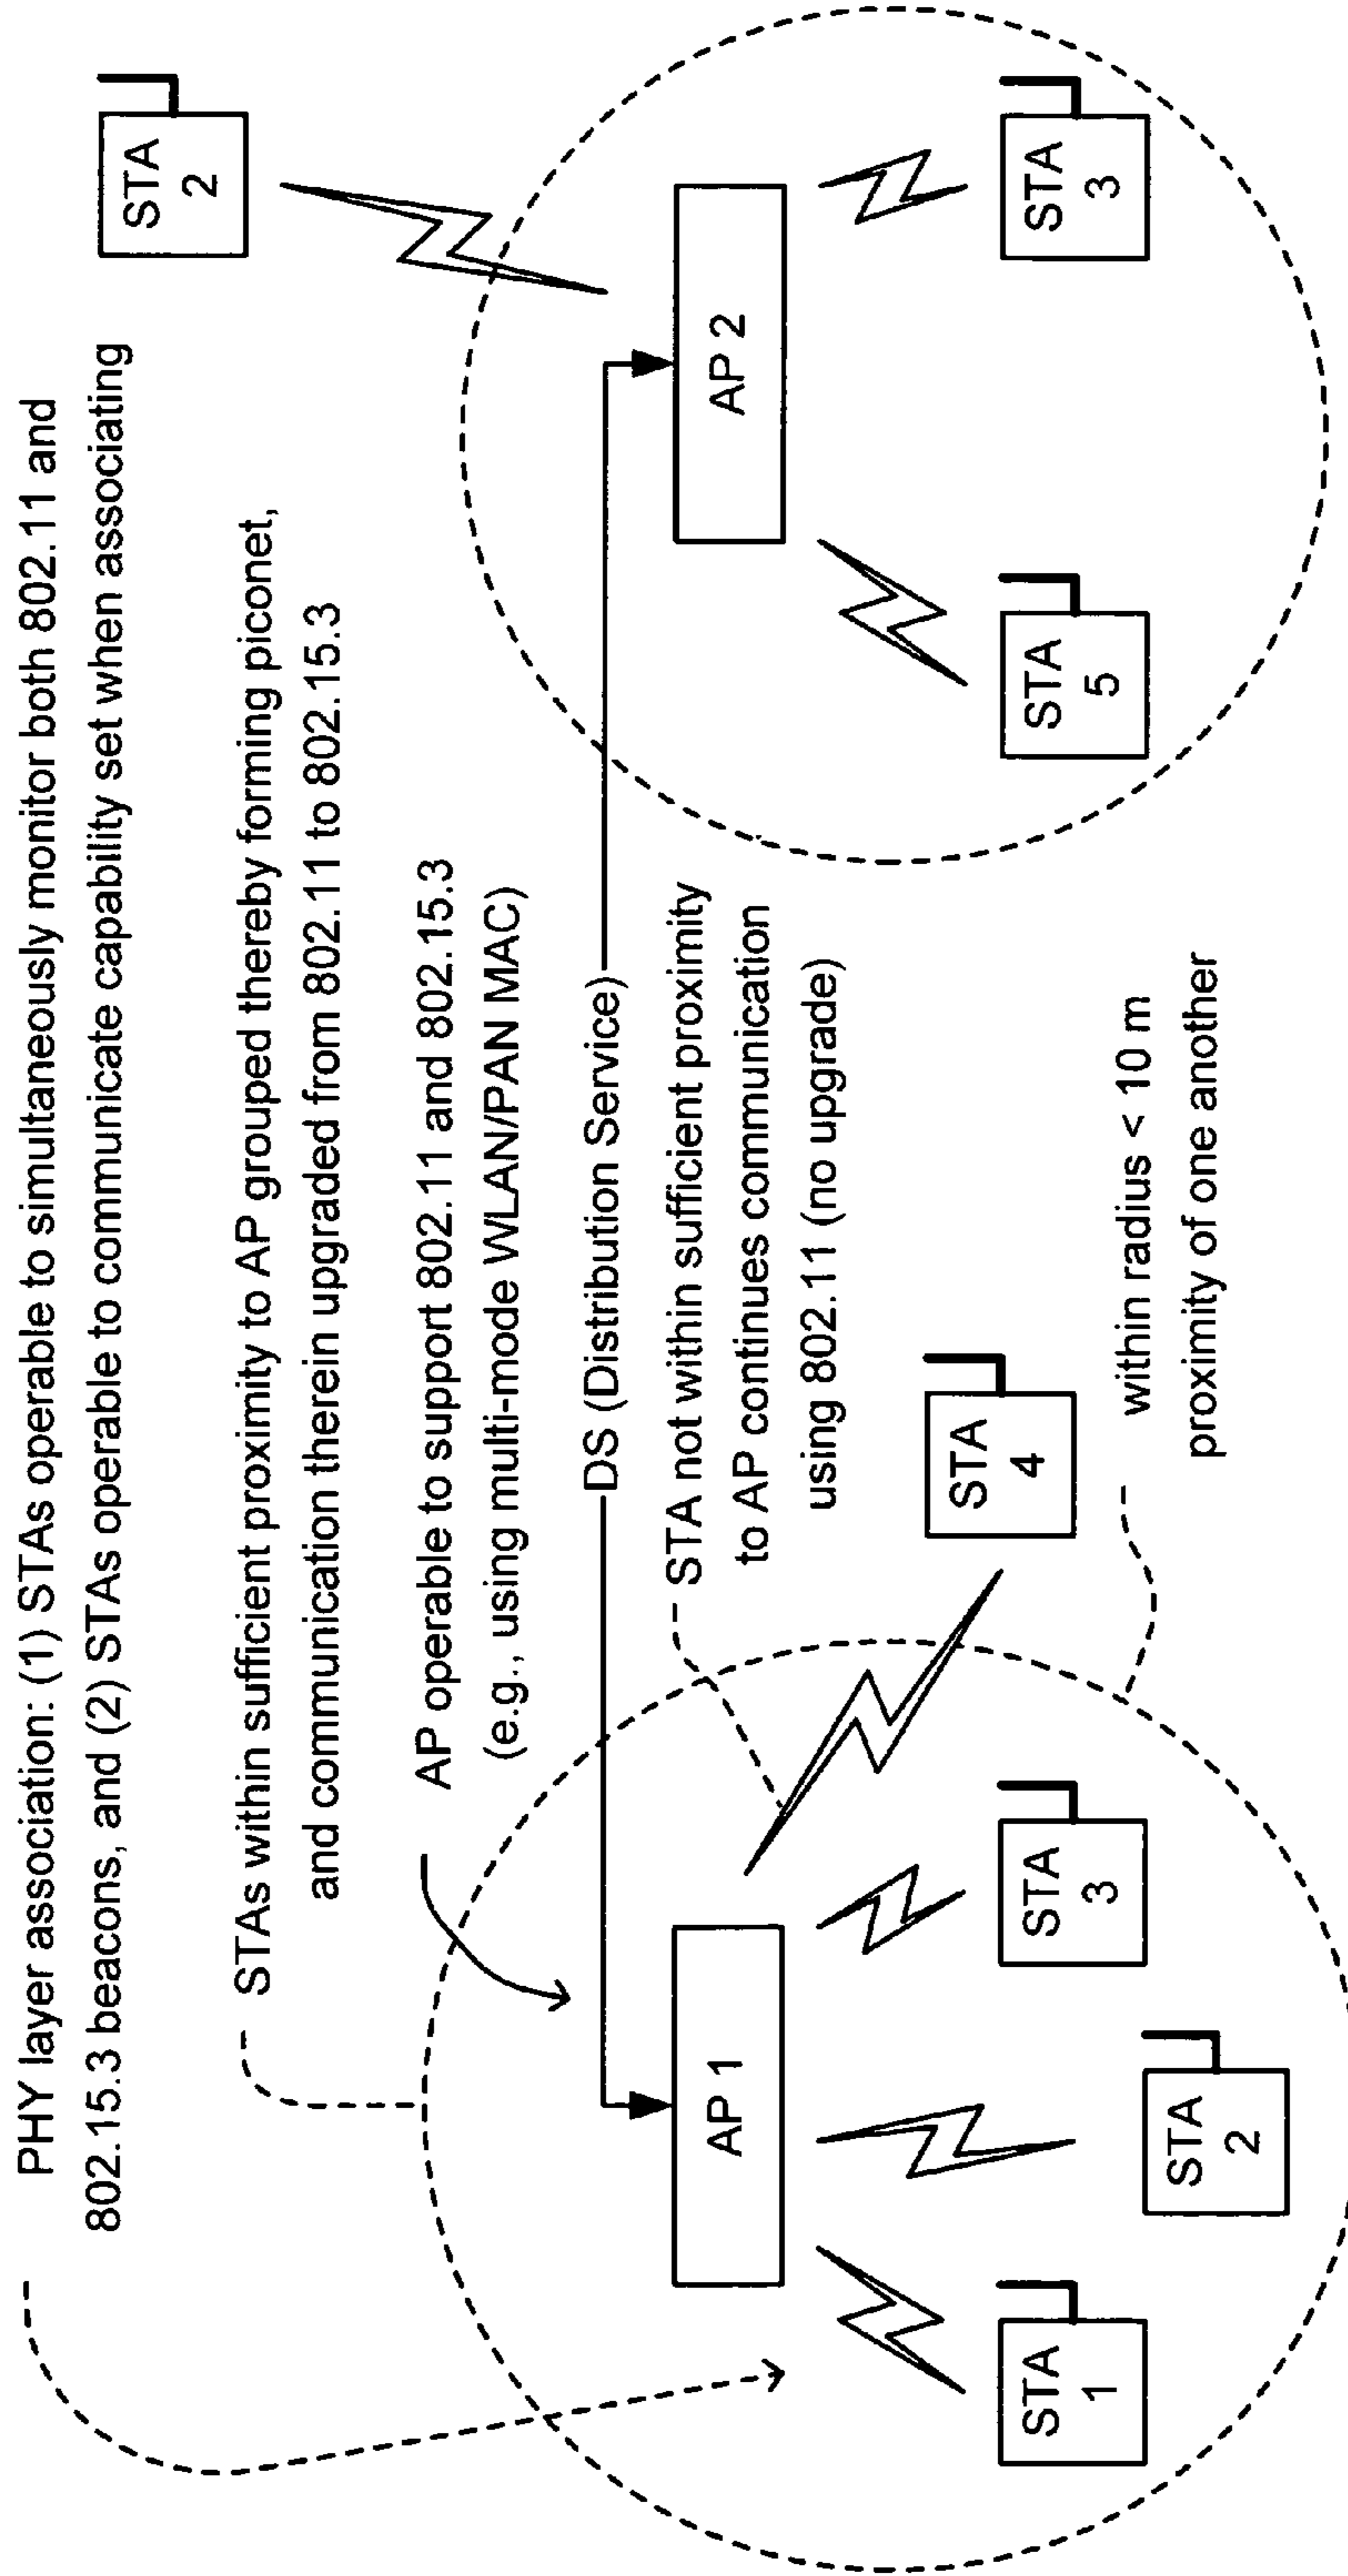 PHY layer association: (1) STAs operable to simultaneously monitor both 802.11 and
802.15.3 beacons, and (2) STAs operable to communicate capability set when associating
STAs within sufficient proximity to AP grouped thereby forming piconet,
and communication therein upgraded from 802.11 to 802.15.3
AP operable to support 802.11 and 802.15.3
(e.g., using multi-mode WLAN/PAN MAC)
DS (Distribution Service)
STA not within sufficient proximity
to AP continues communication
using 802.11 (no upgrade)
within radius < 10 m
proximity of one another
AP 1
STA
1
STA
2
STA
3
STA
4
AP 2
STA
2
STA
5
STA
3